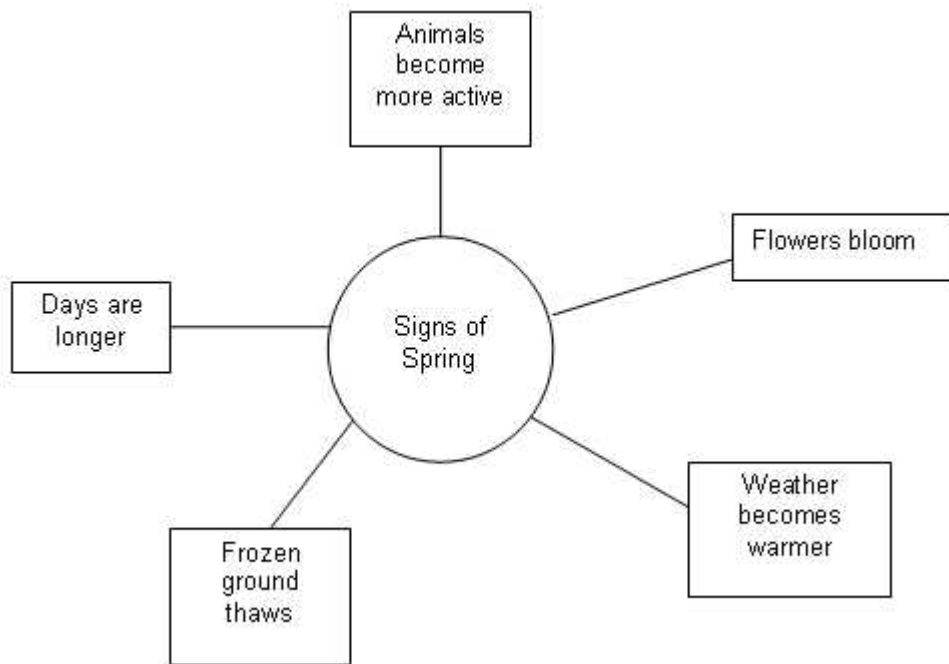 Animals
become
more active
Flowers bloom
Days are
longer
Signs of
Spring
Weather
becomes
warmer
Frozen
ground
thaws